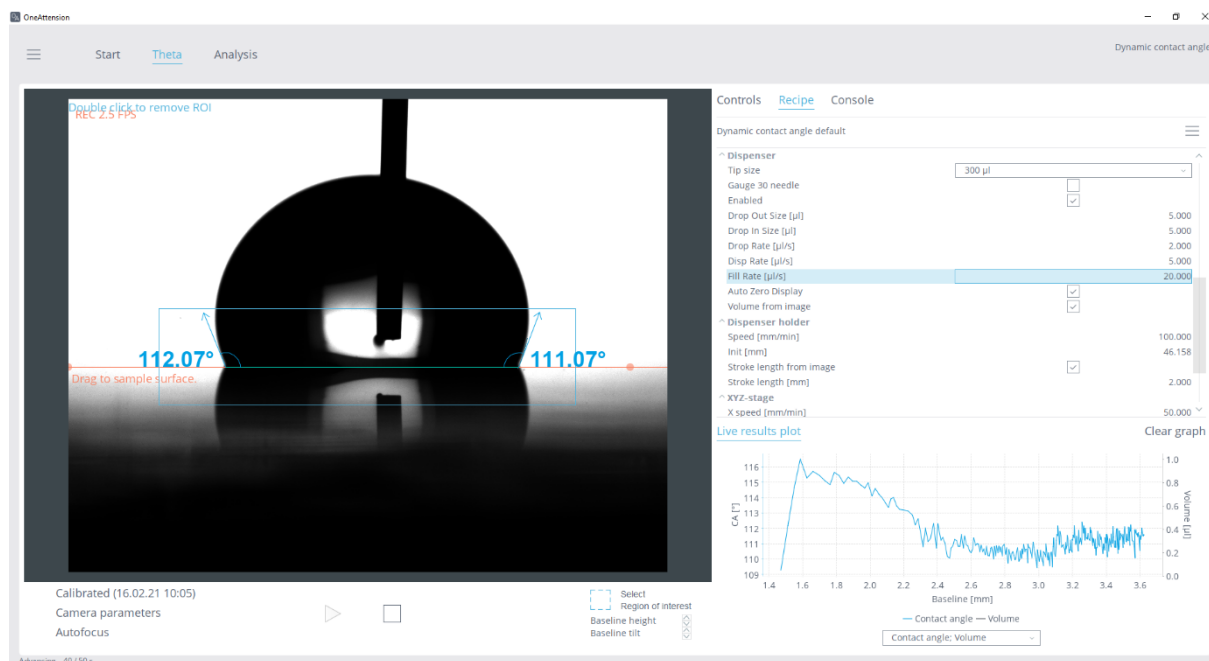 OneAttension
Start Theta Analysis
Dynamic contact angle
Double click to remove ROI
REC 2.5 FPS
112.07°
111.07°
Drag to sample surface.
Calibrated (16.02.21 10:05)
Camera parameters
Autofocus
Select
Region of interest
Baseline height
Baseline tilt
Controls Recipe Console
Dynamic contact angle default
Dispenser
Tip size 300 µl
Gauge 30 needle
Enabled
Drop Out Size [µl] 5.000
Drop In Size [µl] 5.000
Drop Rate [µl/s] 2.000
Disp Rate [µl/s] 5.000
Fill Rate [µl/s] 20.000
Auto Zero Display
Volume from image
Dispenser holder
Speed [mm/min] 100.000
Init [mm] 46.158
Stroke length from image
Stroke length [mm] 2.000
XYZ-stage
X speed [mm/min] 50.000
Live results plot Clear graph
116 1.0
115 0.8
114
113 0.6
112 0.4
111
110 0.2
109 0.0
CA [°]
Volume [µl]
1.4 1.6 1.8 2.0 2.2 2.4 2.6 2.8 3.0 3.2 3.4 3.6
Baseline [mm]
Contact angle Volume
Contact angle; Volume